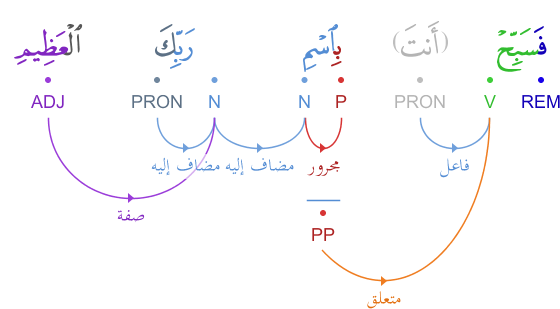 فَسَبِّحْ (أَنتَ) بِٱسْمِ رَبِّكَ ٱلْعَظِيمِ
REM V PRON P N N PRON ADJ
فاعل مجرور مضاف إليه مضاف إليه
صفة
PP
متعلق